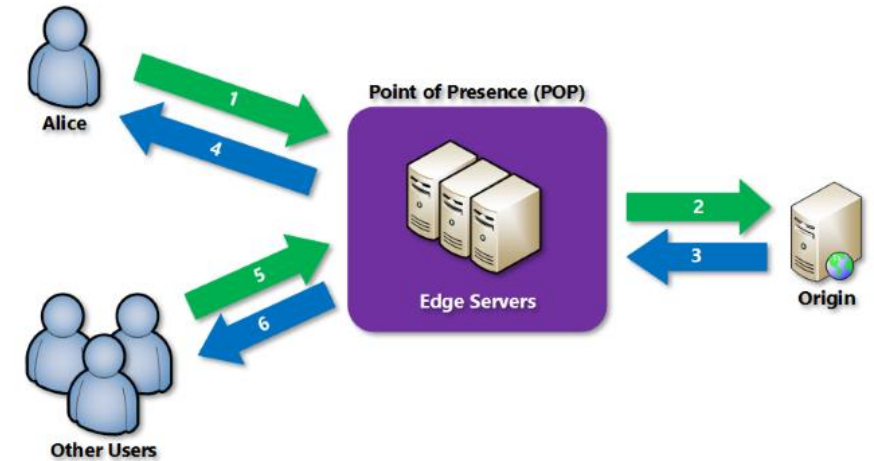 Alice
1
4
Point of Presence (POP)
Edge Servers
2
3
Origin
5
6
Other Users